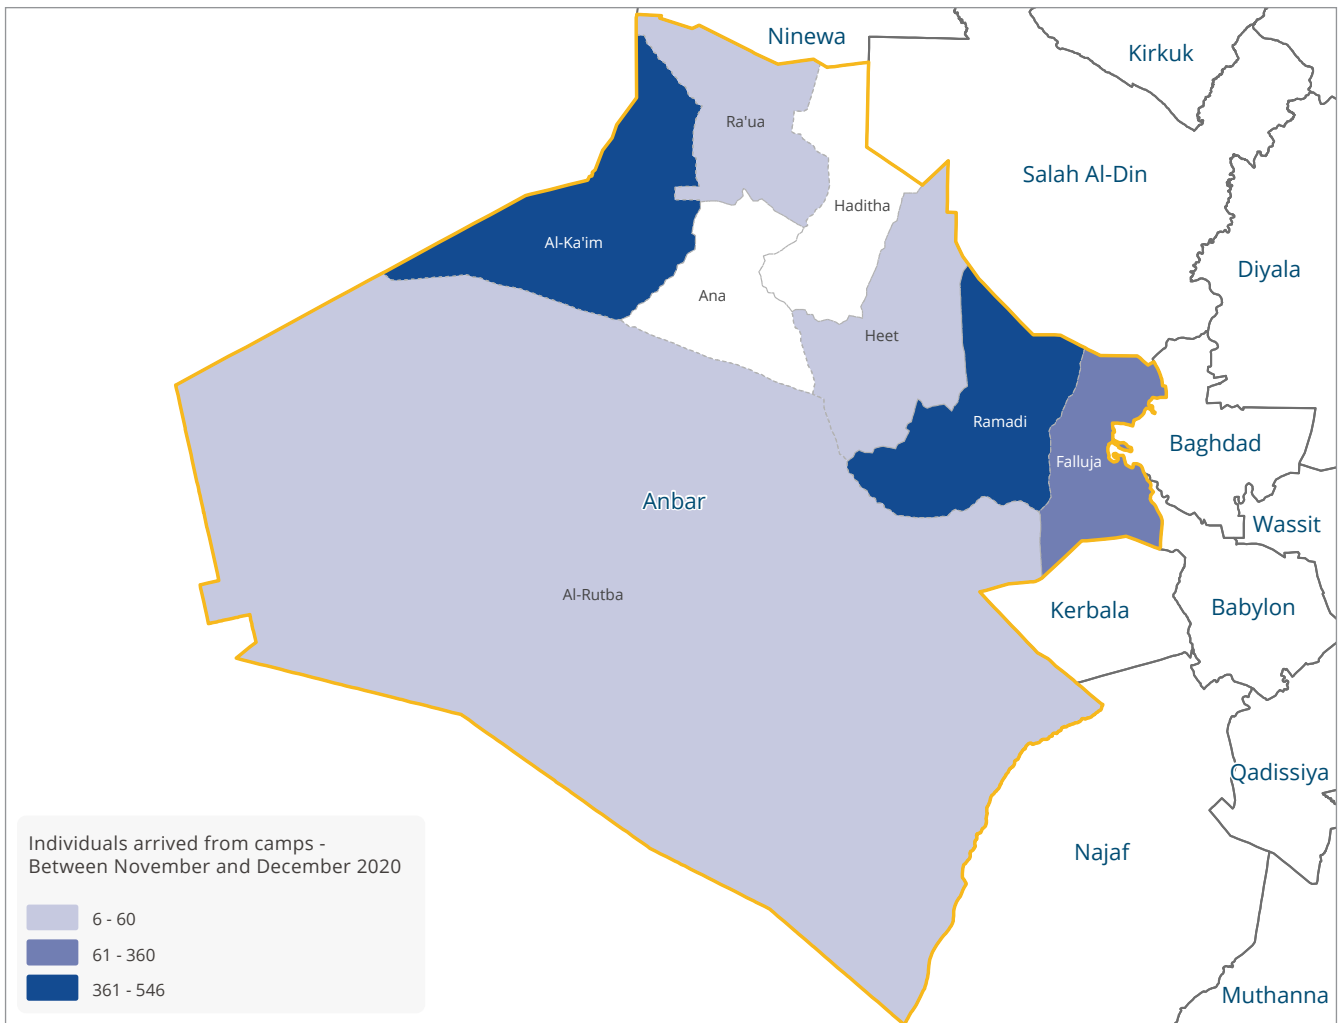 Ninewa
Kirkuk
Ra'ua
Salah Al-Din
Haditha
Al-Ka'im
Diyala
Ana
Heet
Ramadi
Baghdad
Falluja
Anbar
Wassit
Al-Rutba
Kerbala
Babylon
Qadissiya
Najaf
Muthanna
Individuals arrived from camps -
Between November and December 2020
6 - 60
61 - 360
361 - 546